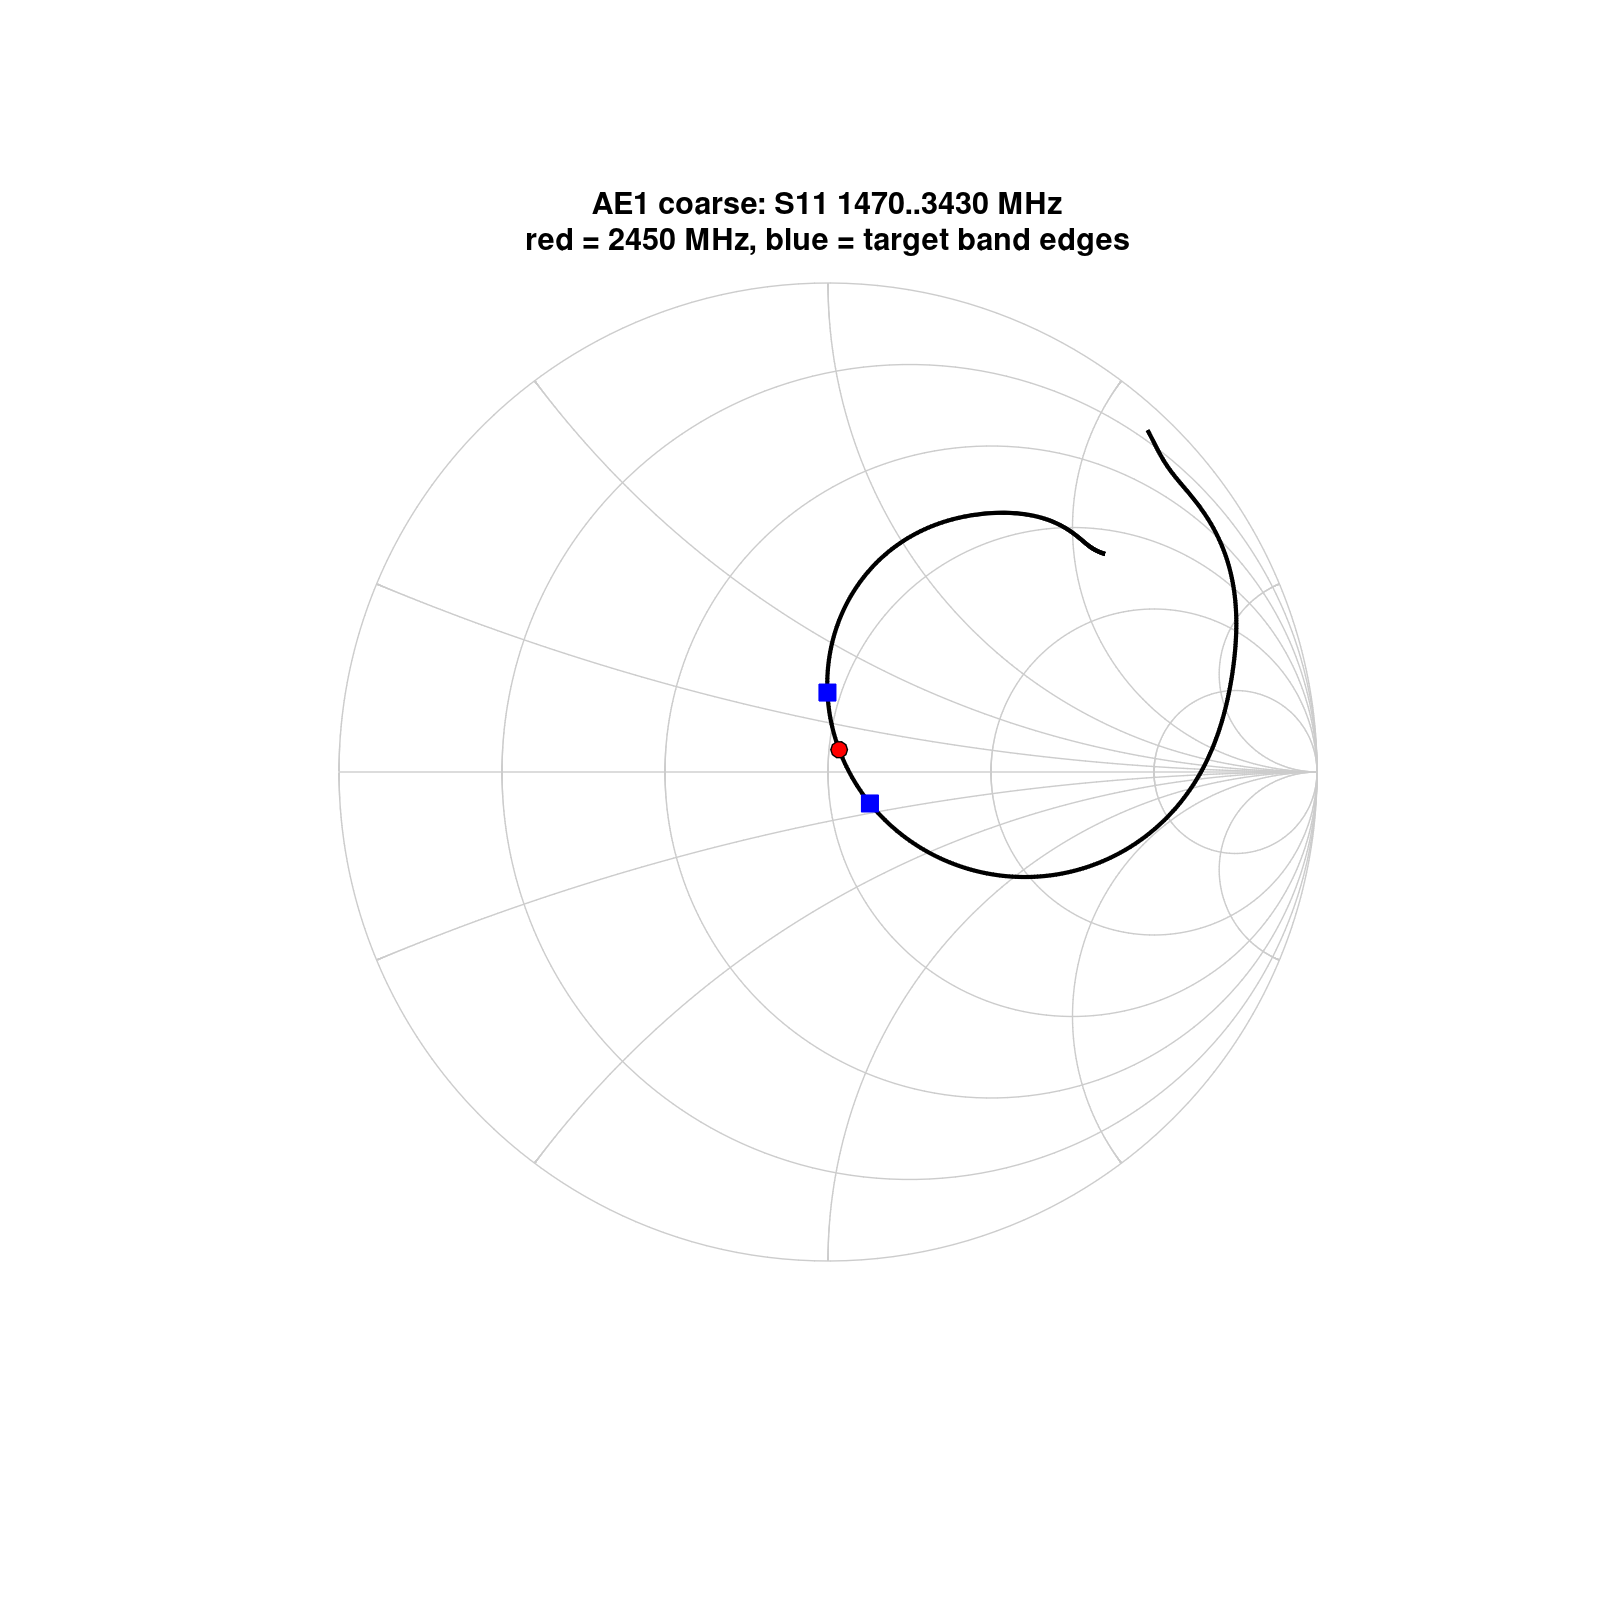 AE1 coarse: S11 1470..3430 MHz
red = 2450 MHz, blue = target band edges